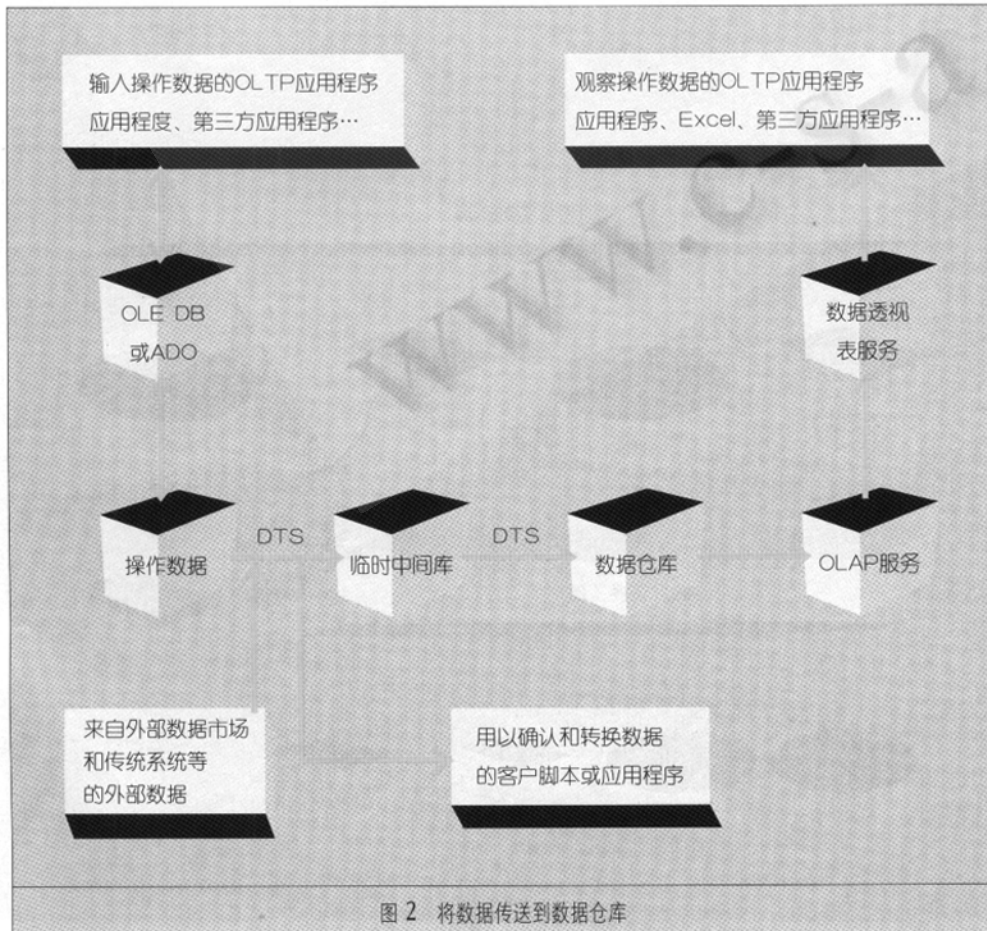 输入操作数据的OLTP应用程序
应用程度、第三方应用程序…
观察操作数据的OLTP应用程序
应用程序、Excel、第三方应用程序…
OLE DB
或ADO
数据透视
表服务
操作数据
DTS
临时中间库
DTS
数据仓库
OLAP服务
来自外部数据市场
和传统系统等
的外部数据
用以确认和转换数据
的客户脚本或应用程序
图 2 将数据传送到数据仓库
www.c-s-a